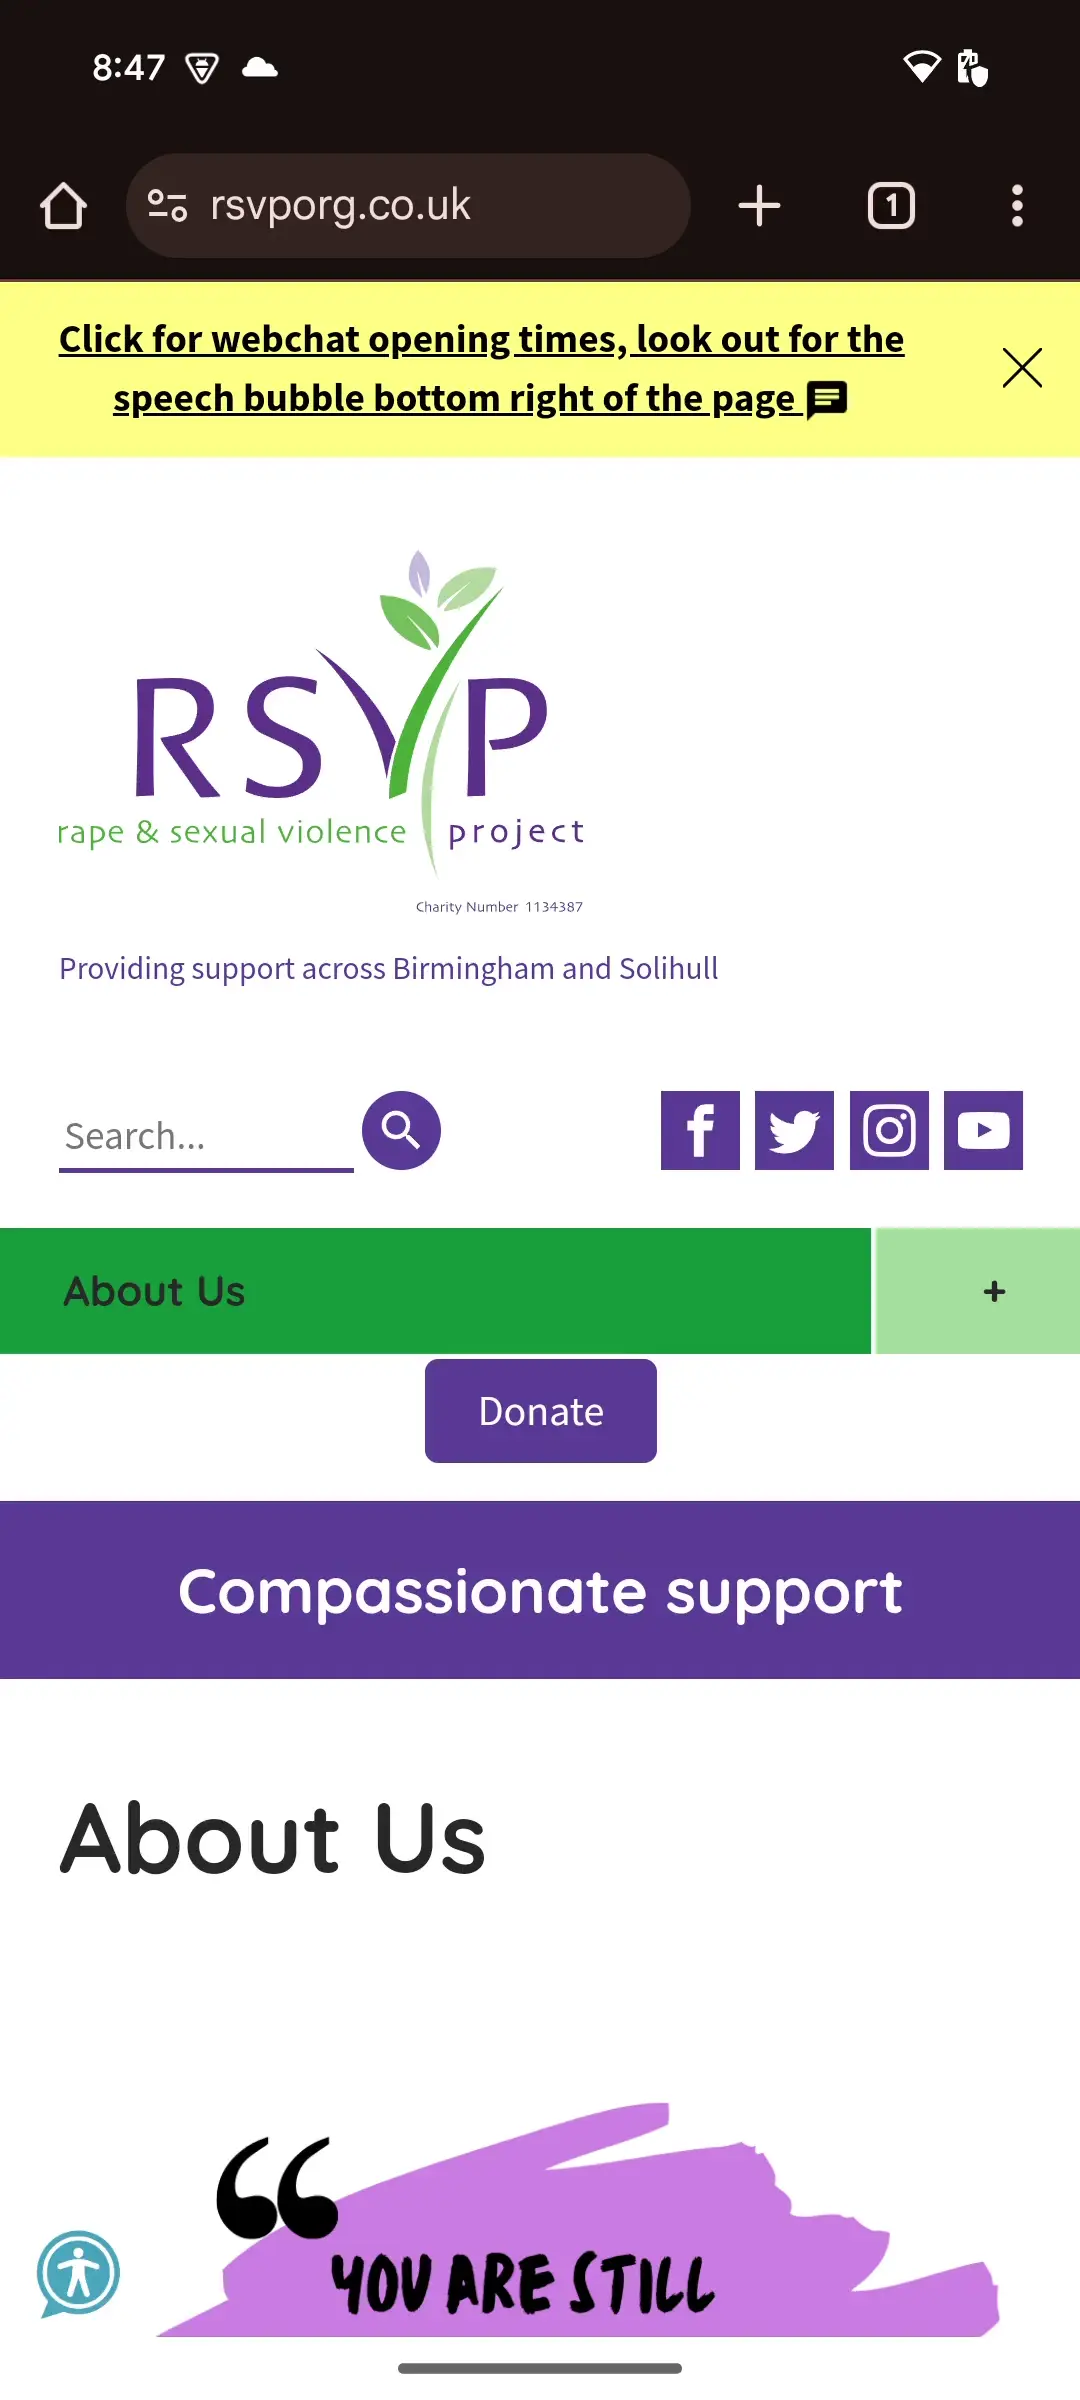 8:47
rsvporg.co.uk
1
Click for webchat opening times, look out for the
speech bubble bottom right of the page
RSVP
rape & sexual violence project
Charity Number 1134387
Providing support across Birmingham and Solihull
Search...
About Us
+
Donate
Compassionate support
About Us
“
YOU ARE STILL